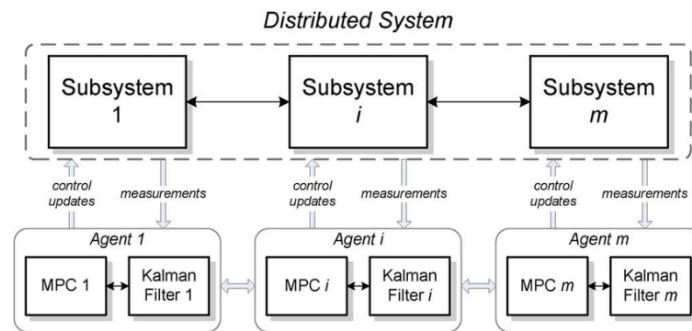 Distributed System
Subsystem
1
Subsystem
i
Subsystem
m
control
updates
measurements
control
updates
measurements
control
updates
measurements
Agent 1
MPC 1
Kalman
Filter 1
Agent i
MPC i
Kalman
Filter i
Agent m
MPC m
Kalman
Filter m